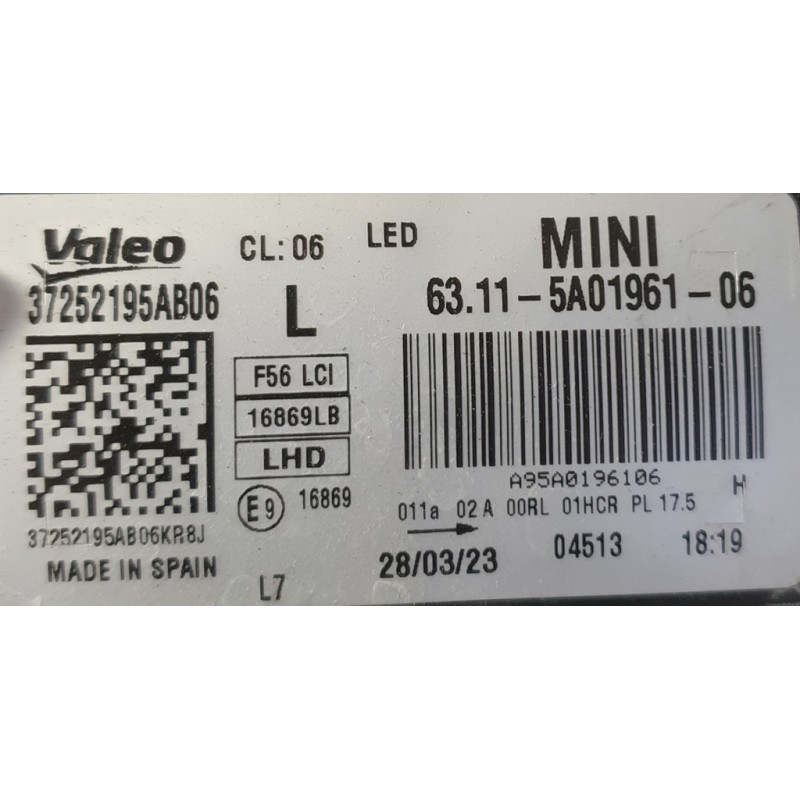 Valeo
CL: 06
LED
MINI
37252195AB06
L
63.11-5A01961-06
F56 LCI
16869LB
LHD
E9 16869
A95A0196106
H
011a 02A 00RL 01HCR PL 17.5
37252195AB06KR8J
MADE IN SPAIN
L7
28/03/23
04513
18:19